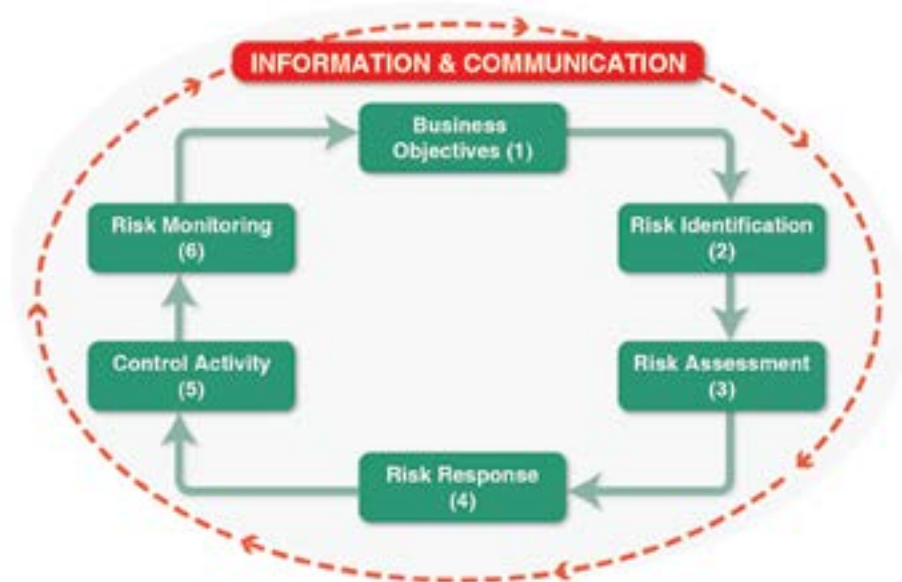 INFORMATION & COMMUNICATION
Business
Objectives (1)
Risk Identification
(2)
Risk Assessment
(3)
Risk Response
(4)
Control Activity
(5)
Risk Monitoring
(6)